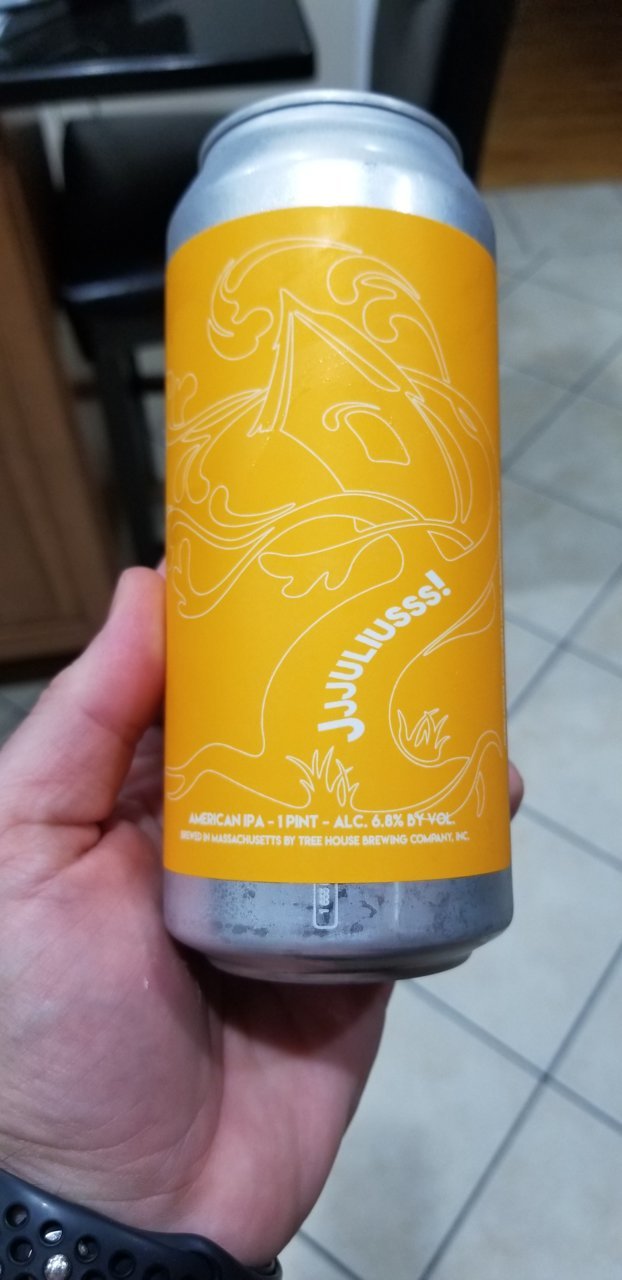 JJJULIUSSS!
AMERICAN IPA - 1 PINT - ALC. 6.8% BY VOL.
BREWED IN MASSACHUSETTS BY TREE HOUSE BREWING COMPANY, INC.